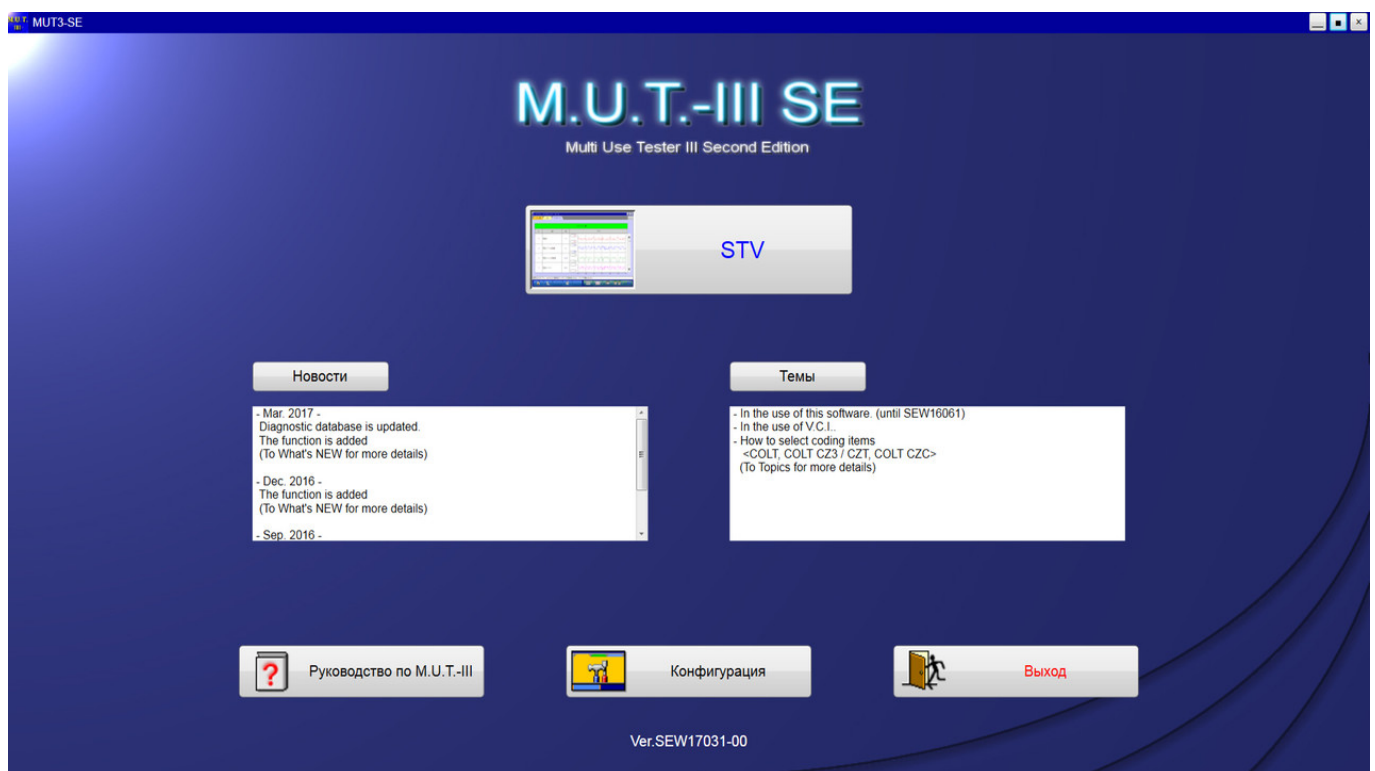 MUT3-SE
M.U.T.-III SE
Multi Use Tester III Second Edition
STV
Новости
- Mar. 2017 -
Diagnostic database is updated.
The function is added
(To What's NEW for more details)
- Dec. 2016 -
The function is added
(To What's NEW for more details)
- Sep. 2016 -
Темы
- In the use of this software. (until SEW16061)
- In the use of V.C.I..
- How to select coding items
<COLT, COLT CZ3 / CZT, COLT CZC>
(To Topics for more details)
Руководство по M.U.T.-III
Конфигурация
Выход
Ver.SEW17031-00